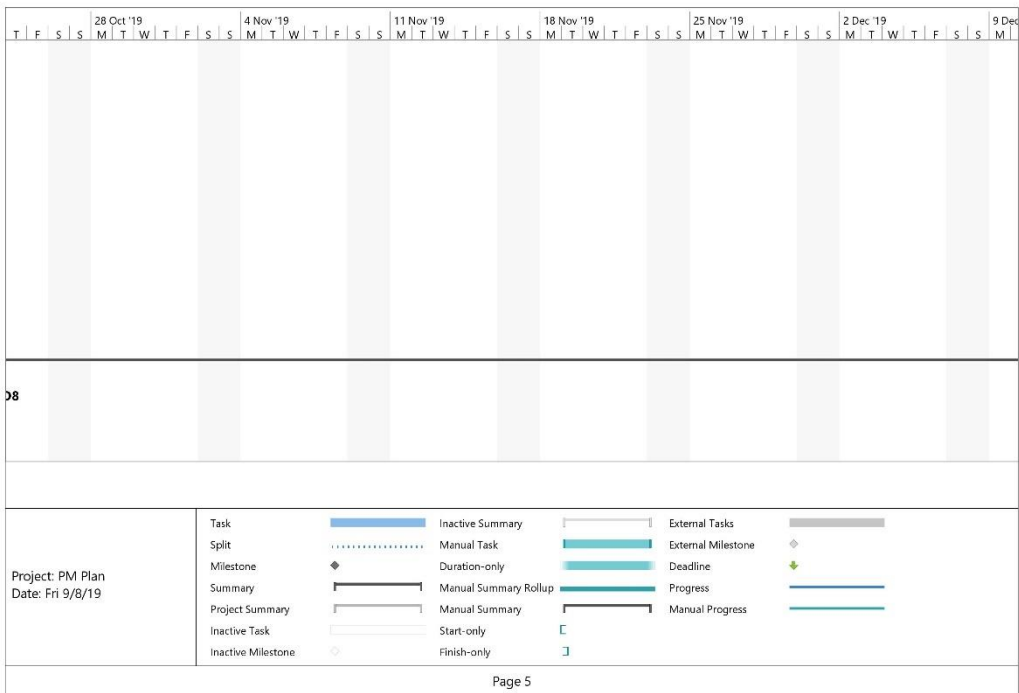 28 Oct '19 4 Nov '19 11 Nov '19 18 Nov '19 25 Nov '19 2 Dec '19 9 Dec
T F S S M T W T F S S M T W T F S S M T W T F S S M T W T F S S M T W T F S S M T W T F S S M
08
Project: PM Plan
Date: Fri 9/8/19
Task
Split
Milestone
Summary
Project Summary
Inactive Task
Inactive Milestone
Inactive Summary
Manual Task
Duration-only
Manual Summary Rollup
Manual Summary
Start-only
Finish-only
External Tasks
External Milestone
Deadline
Progress
Manual Progress
Page 5